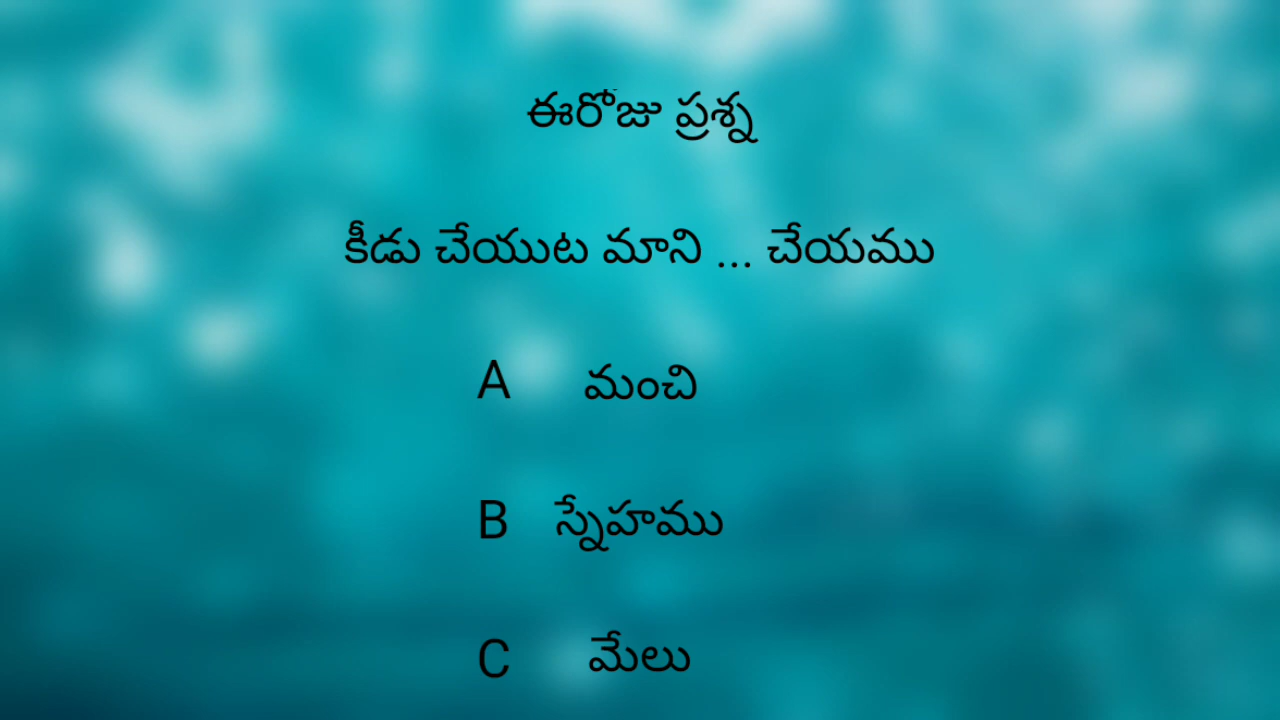 ఈరోజు ప్రశ్న
కీడు చేయుట మాని ... చేయము
A మంచి
B స్నేహము
C మేలు